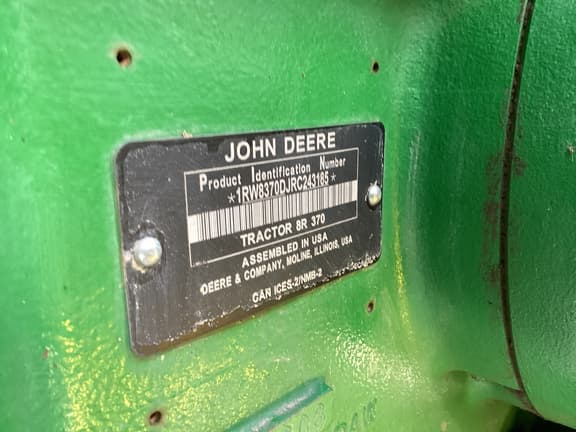 JOHN DEERE
Product Identification Number
*1RW8370DJRC243185*
TRACTOR 8R 370
ASSEMBLED IN USA
DEERE & COMPANY, MOLINE, ILLINOIS, USA
CAN ICES-2/NMB-2